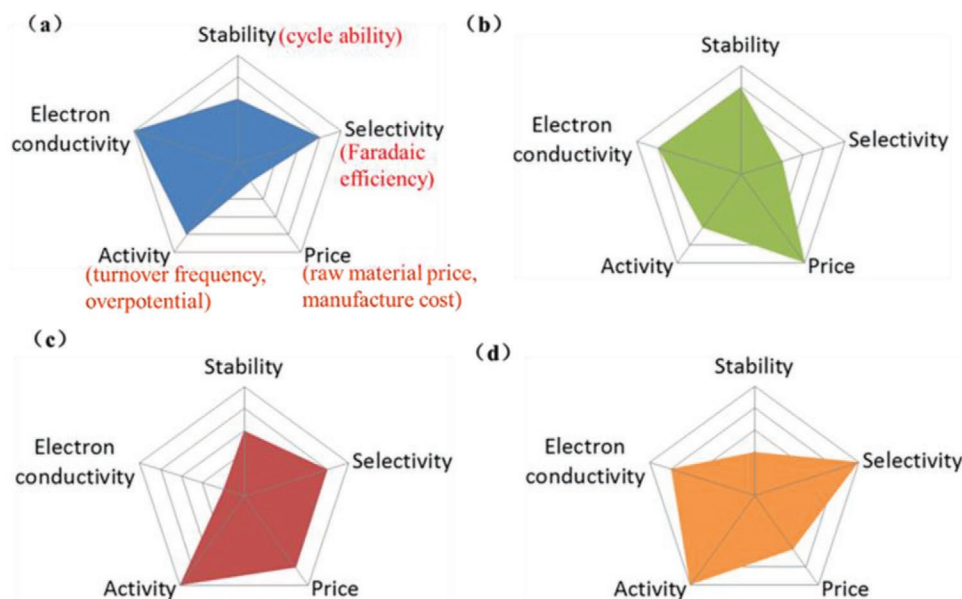 (a)
Stability (cycle ability)
Electron
conductivity
Selectivity
(Faradaic
efficiency)
Activity
(turnover frequency,
overpotential)
Price
(raw material price,
manufacture cost)
(b)
Stability
Electron
conductivity
Selectivity
Activity
Price
(c)
Stability
Electron
conductivity
Selectivity
Activity
Price
(d)
Stability
Electron
conductivity
Selectivity
Activity
Price